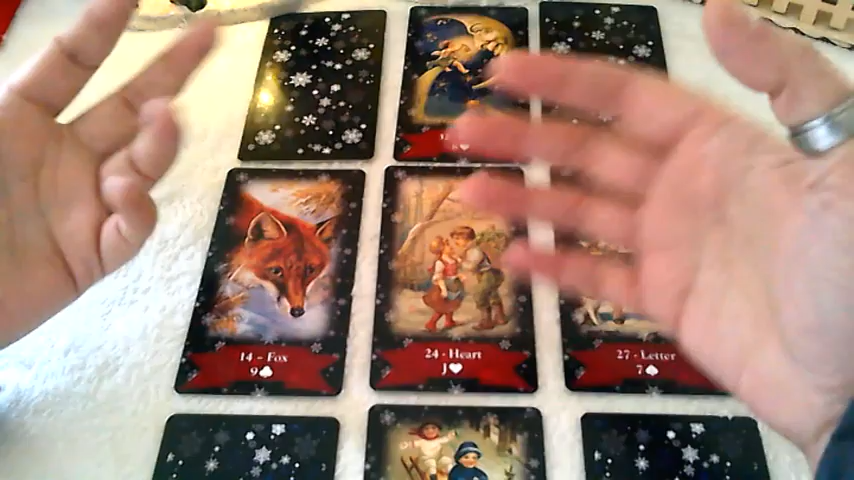 14 - Fox
9♣
24 - Heart
J♥
27 - Letter
7♠